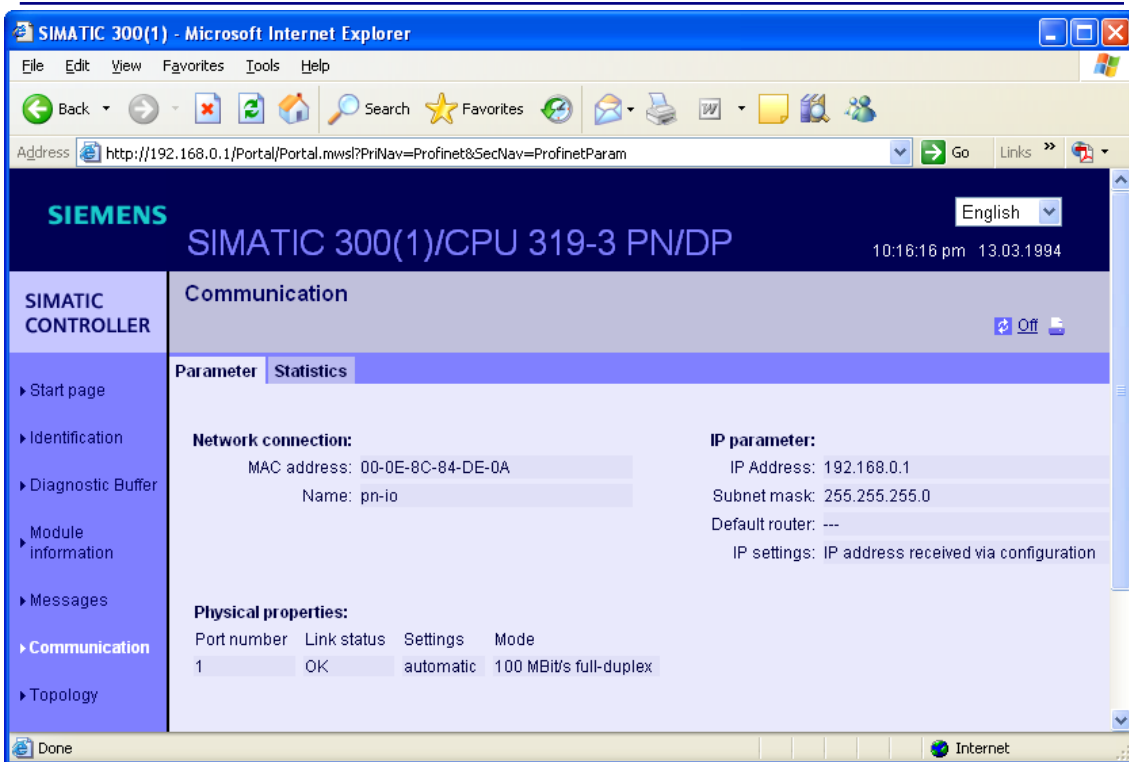 SIMATIC 300(1) - Microsoft Internet Explorer
File Edit View Favorites Tools Help
Back Search Favorites
Address http://192.168.0.1/Portal/Portal.mwsl?PriNav=Profinet&SecNav=ProfinetParam Go Links »
SIEMENS
English
SIMATIC 300(1)/CPU 319-3 PN/DP
10:16:16 pm 13.03.1994
SIMATIC
CONTROLLER
Communication
Off
Parameter Statistics
Start page
Identification
Diagnostic Buffer
Module
information
Messages
Communication
Topology
Network connection:
MAC address: 00-0E-8C-84-DE-0A
Name: pn-io
IP parameter:
IP Address: 192.168.0.1
Subnet mask: 255.255.255.0
Default router: ---
IP settings: IP address received via configuration
Physical properties:
Port number Link status Settings Mode
1 OK automatic 100 MBit/s full-duplex
Done Internet